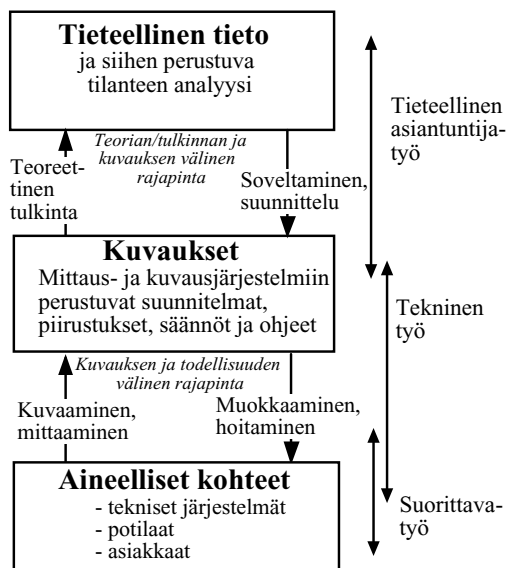 Tieteellinen tieto
ja siihen perustuva
tilanteen analyysi
Tieteellinen
asiantuntija-
työ
Teorian/tulkinnan ja
kuvauksen välinen
rajapinta
Teoreet-
tinen
tulkinta
Soveltaminen,
suunnittelu
Kuvaukset
Mittaus- ja kuvausjärjestelmiin
perustuvat suunnitelmat,
piirustukset, säännöt ja ohjeet
Tekninen
työ
Kuvauksen ja todellisuuden
välinen rajapinta
Kuvaaminen,
mittaaminen
Muokkaaminen,
hoitaminen
Aineelliset kohteet
- tekniset järjestelmät
- potilaat
- asiakkaat
Suorittava-
työ